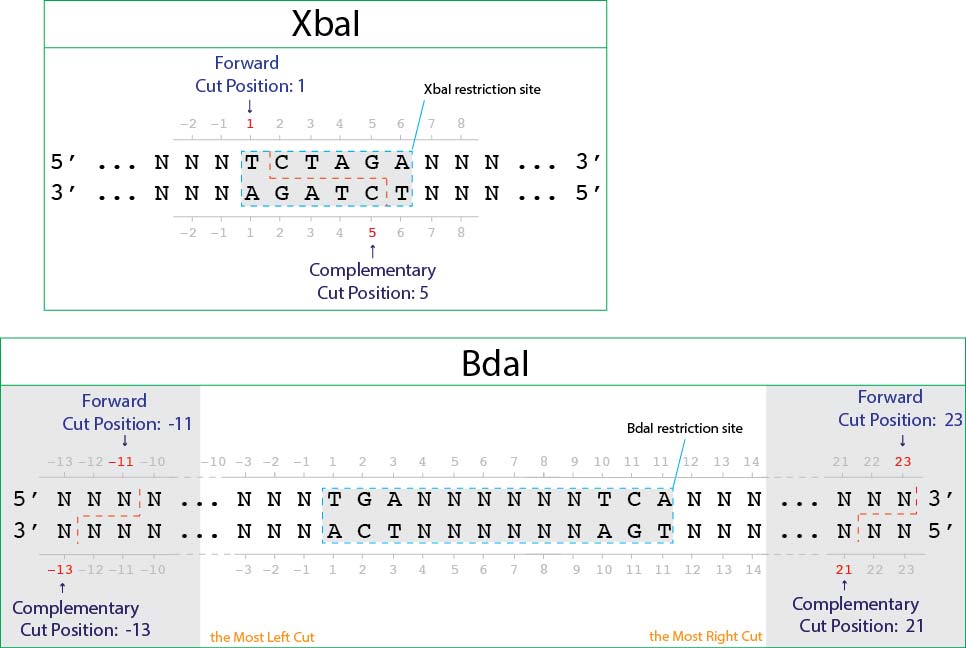 XbaI
Forward
Cut Position: 1
↓
XbaI restriction site
−2 −1 1 2 3 4 5 6 7 8
5′ ... N N N T C T A G A N N N ... 3′
3′ ... N N N A G A T C T N N N ... 5′
−2 −1 1 2 3 4 5 6 7 8
↑
Complementary
Cut Position: 5
BdaI
Forward
Cut Position: -11
↓
Forward
Cut Position: 23
↓
BdaI restriction site
−13 −12 −11 −10 −10 −3 −2 −1 1 2 3 4 5 6 7 8 9 10 11 11 12 13 14 21 22 23
5′ N N N N ... N N N T G A N N N N N N T C A N N N ... N N N 3′
3′ N N N N ... N N N A C T N N N N N N A G T N N N ... N N N 5′
−13 −12 −11 −10 −3 −2 −1 1 2 3 4 5 6 7 8 9 10 11 11 12 13 14 21 22 23
↑
Complementary
Cut Position: -13
↑
Complementary
Cut Position: 21
the Most Left Cut
the Most Right Cut